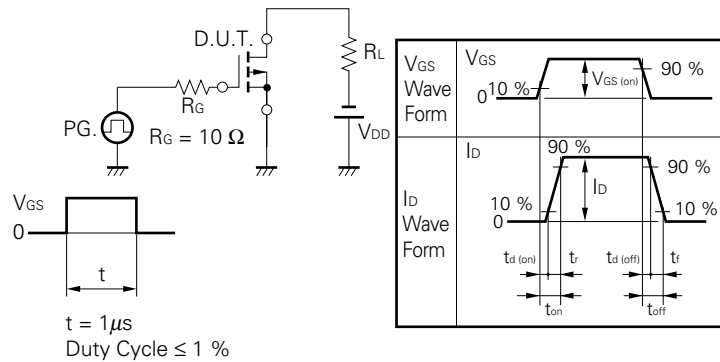 D.U.T.
RL
RG
PG.
RG = 10 Ω
VDD
VGS
0
t
t = 1μs
Duty Cycle ≤ 1 %
VGS
Wave
Form
VGS
10 %
0
VGS (on)
90 %
ID
Wave
Form
ID
90 %
90 %
ID
10 %
10 %
0
td (on)
tr
td (off)
tf
ton
toff